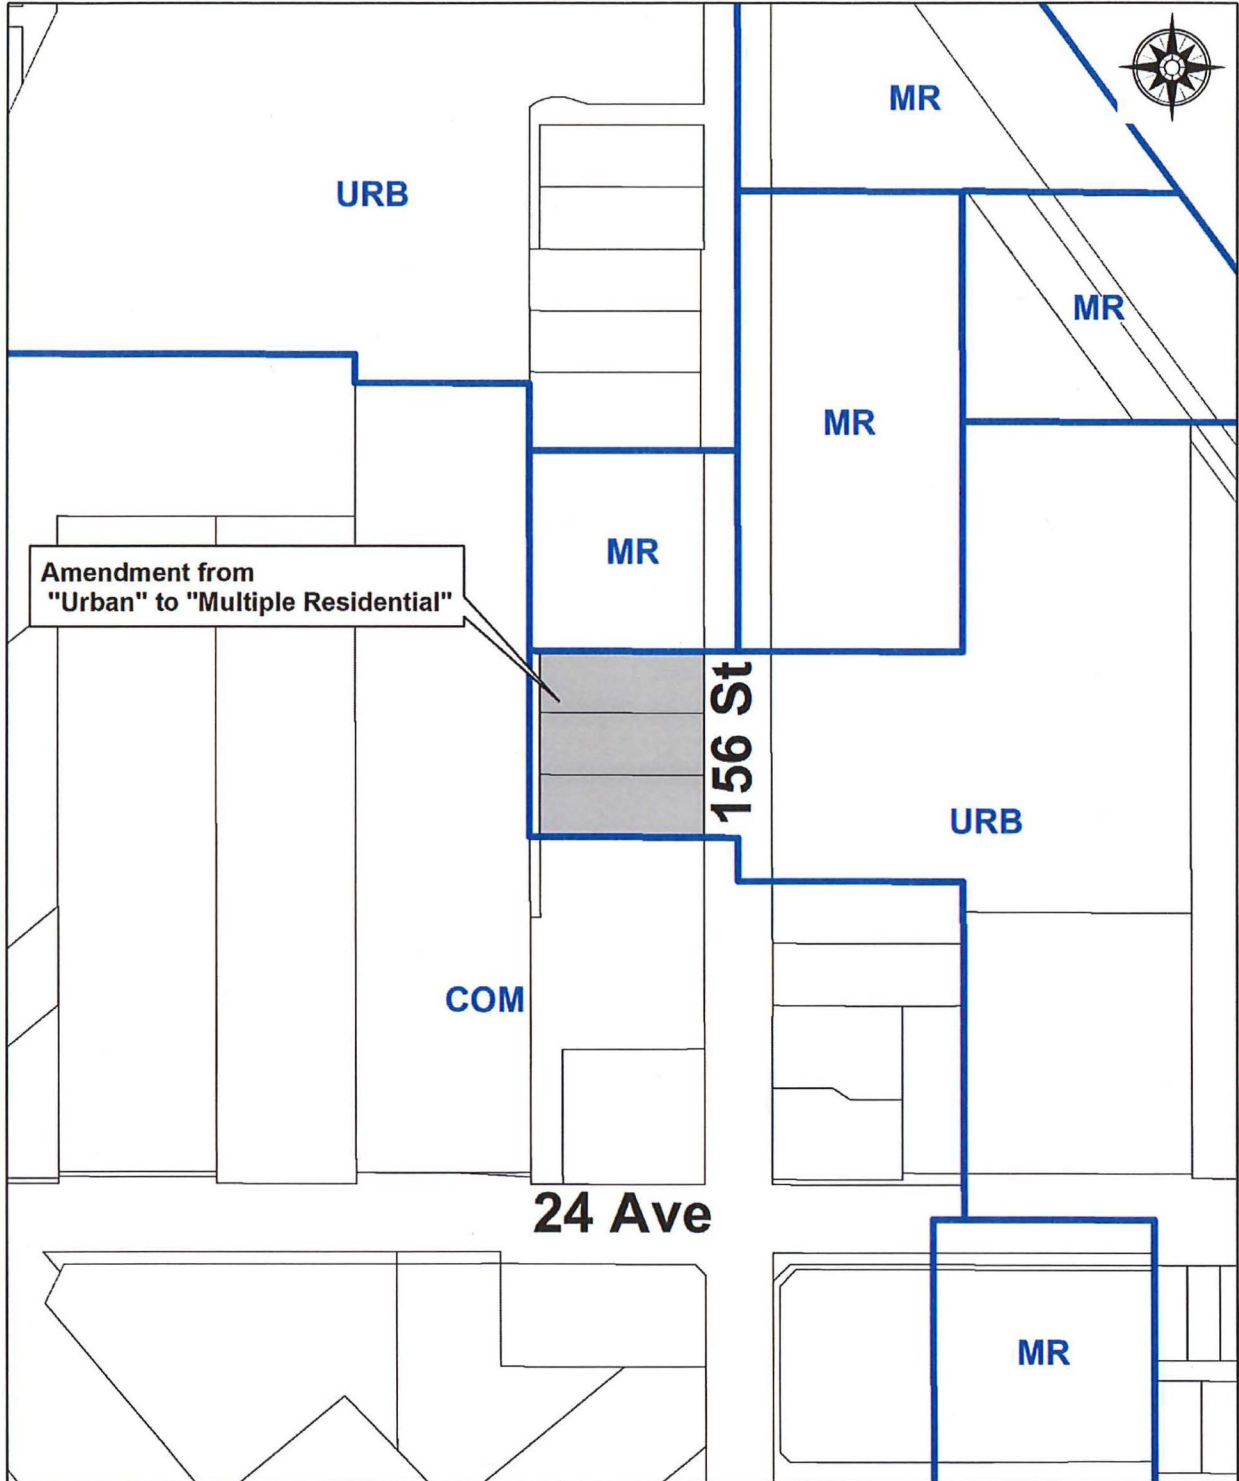 MR
URB
MR
MR
MR
Amendment from
"Urban" to "Multiple Residential"
156 St
URB
COM
24 Ave
MR